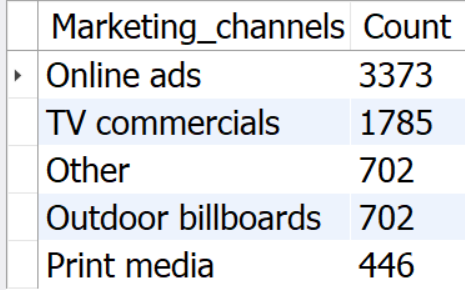 Marketing_channels Count
Online ads 3373
TV commercials 1785
Other 702
Outdoor billboards 702
Print media 446